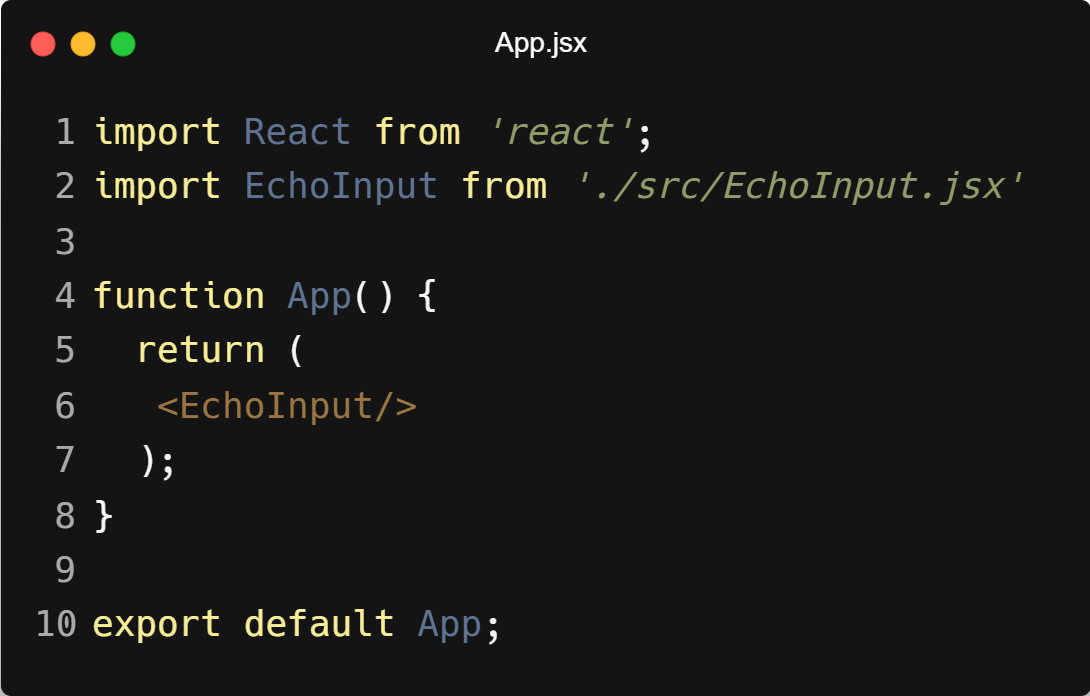 App.jsx
1 import React from 'react';
2 import EchoInput from './src/EchoInput.jsx'
3
4 function App() {
5   return (
6    <EchoInput/>
7   );
8 }
9
10 export default App;